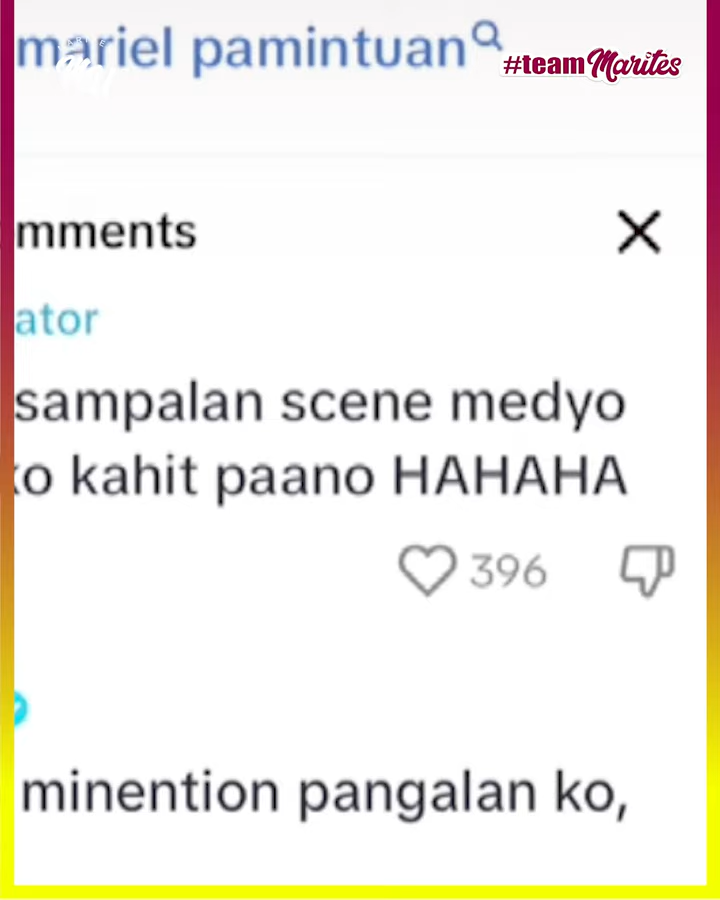 mariel pamintuan
#teamMarites
mments
ator
sampalan scene medyo
o kahit paano HAHAHA
396
minention pangalan ko,